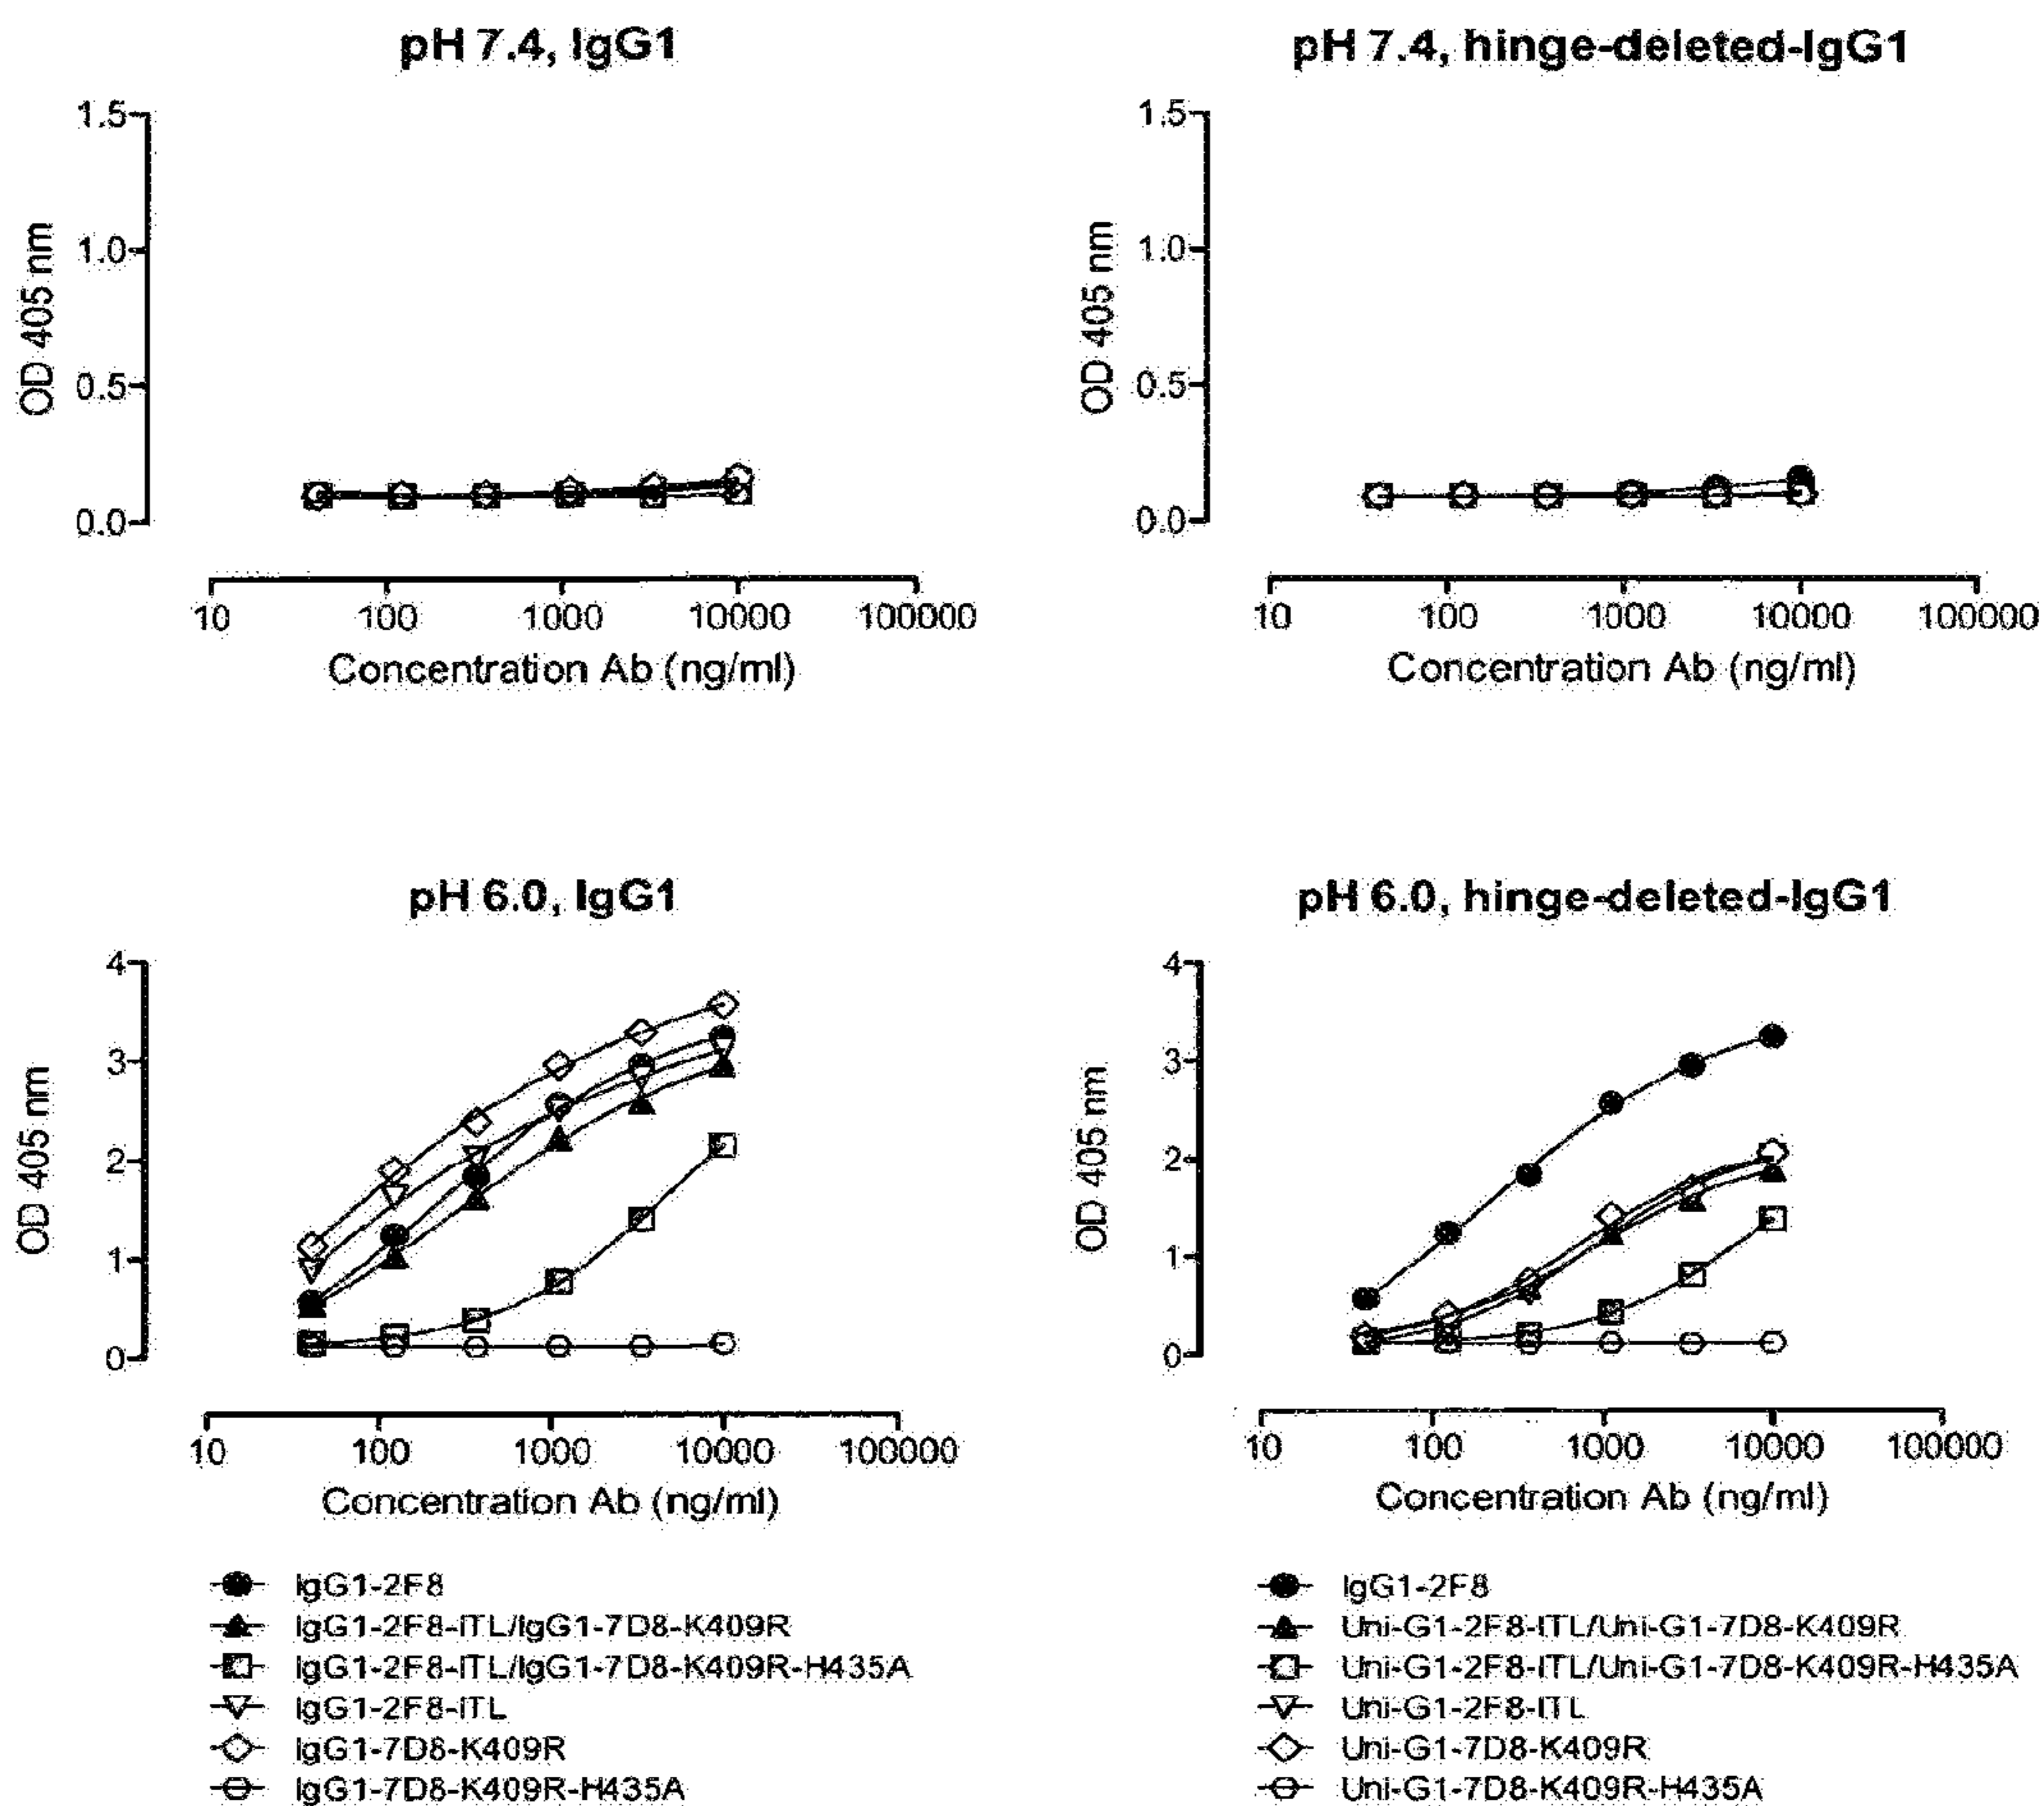 pH 7.4, IgG1
1.5
1.0
0.5
0.0
OD 405 nm
10 100 1000 10000 100000
Concentration Ab (ng/ml)
pH 7.4, hinge-deleted-IgG1
1.5
1.0
0.5
0.0
OD 405 nm
10 100 1000 10000 100000
Concentration Ab (ng/ml)
pH 6.0, IgG1
4
3
2
1
0
OD 405 nm
10 100 1000 10000 100000
Concentration Ab (ng/ml)
IgG1-2F8
IgG1-2F8-ITL/IgG1-7D8-K409R
IgG1-2F8-ITL/IgG1-7D8-K409R-H435A
IgG1-2F8-ITL
IgG1-7D8-K409R
IgG1-7D8-K409R-H435A
pH 6.0, hinge-deleted-IgG1
4
3
2
1
0
OD 405 nm
10 100 1000 10000 100000
Concentration Ab (ng/ml)
IgG1-2F8
Uni-G1-2F8-ITL/Uni-G1-7D8-K409R
Uni-G1-2F8-ITL/Uni-G1-7D8-K409R-H435A
Uni-G1-2F8-ITL
Uni-G1-7D8-K409R
Uni-G1-7D8-K409R-H435A